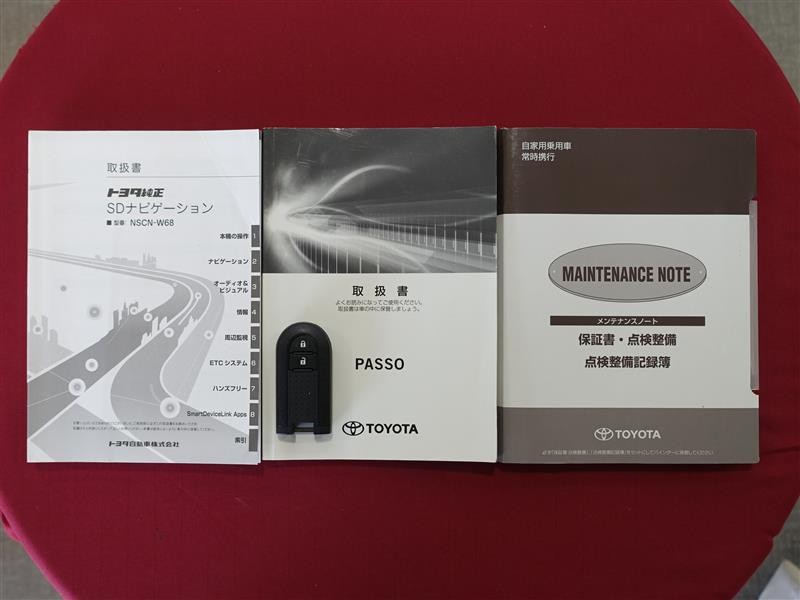 取扱書
トヨタ純正
SDナビゲーション
■ 型番：NSCN-W68
本機の操作 1
ナビゲーション 2
オーディオ&
ビジュアル 3
情報 4
周辺監視 5
ETCシステム 6
ハンズフリー 7
SmartDeviceLink Apps 8
索引
トヨタ自動車株式会社
取扱書
よくお読みになってご使用ください。
取扱書は車の中に保管しましょう。
PASSO
TOYOTA
自家用乗用車
常時携行
MAINTENANCE NOTE
メンテナンスノート
保証書・点検整備
点検整備記録簿
TOYOTA